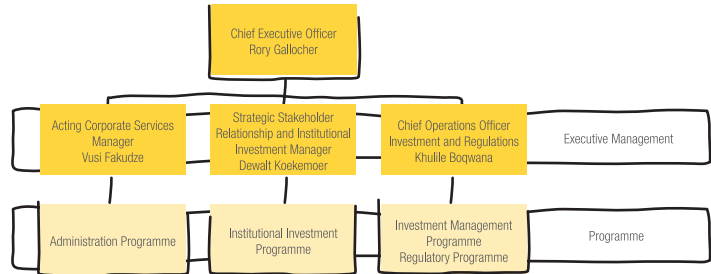 Chief Executive Officer
Rory Gallocher
Acting Corporate Services
Manager
Vusi Fakudze
Strategic Stakeholder
Relationship and Institutional
Investment Manager
Dewalt Koekemoer
Chief Operations Officer
Investment and Regulations
Khulile Boqwana
Executive Management
Administration Programme
Institutional Investment
Programme
Investment Management
Programme
Regulatory Programme
Programme